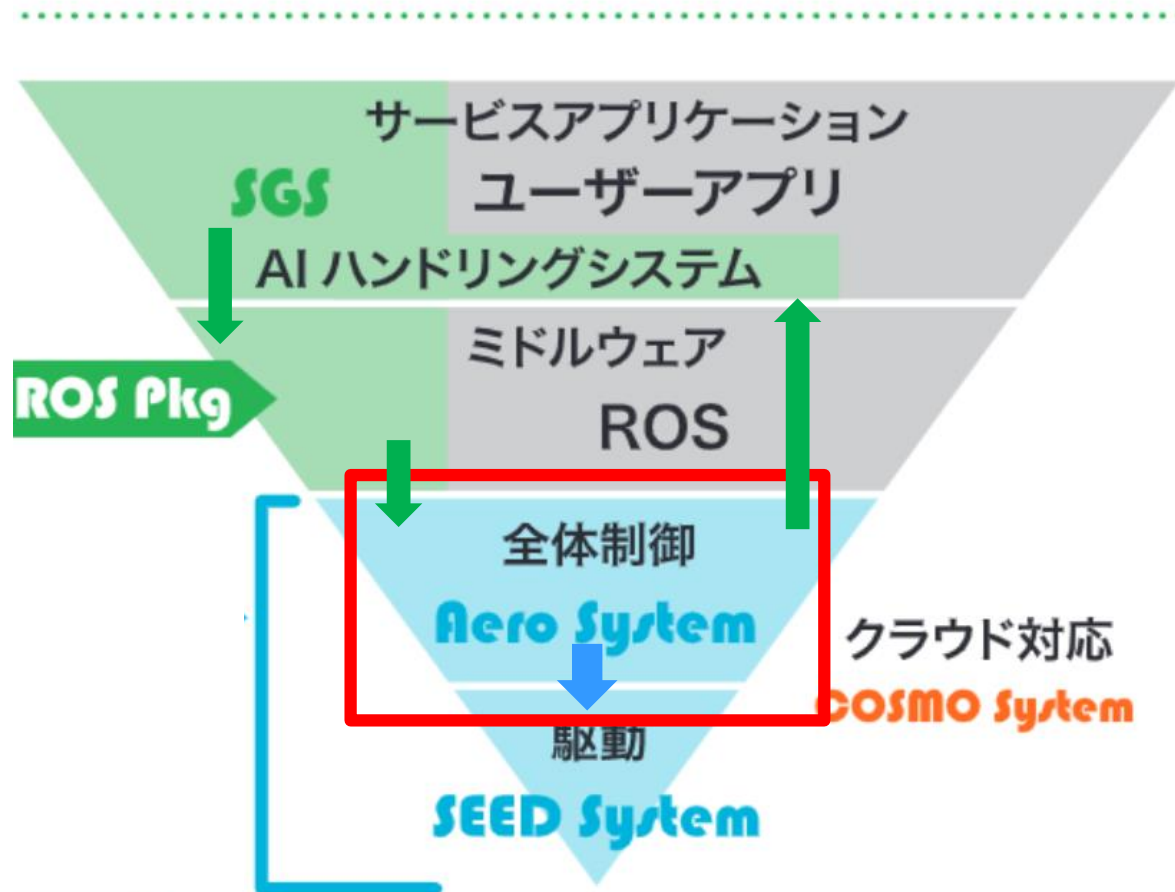 サービスアプリケーション
SGS ユーザーアプリ
AI ハンドリングシステム
ミドルウェア
ROS Pkg
ROS
全体制御
Aero System
クラウド対応
COSMO System
駆動
SEED System